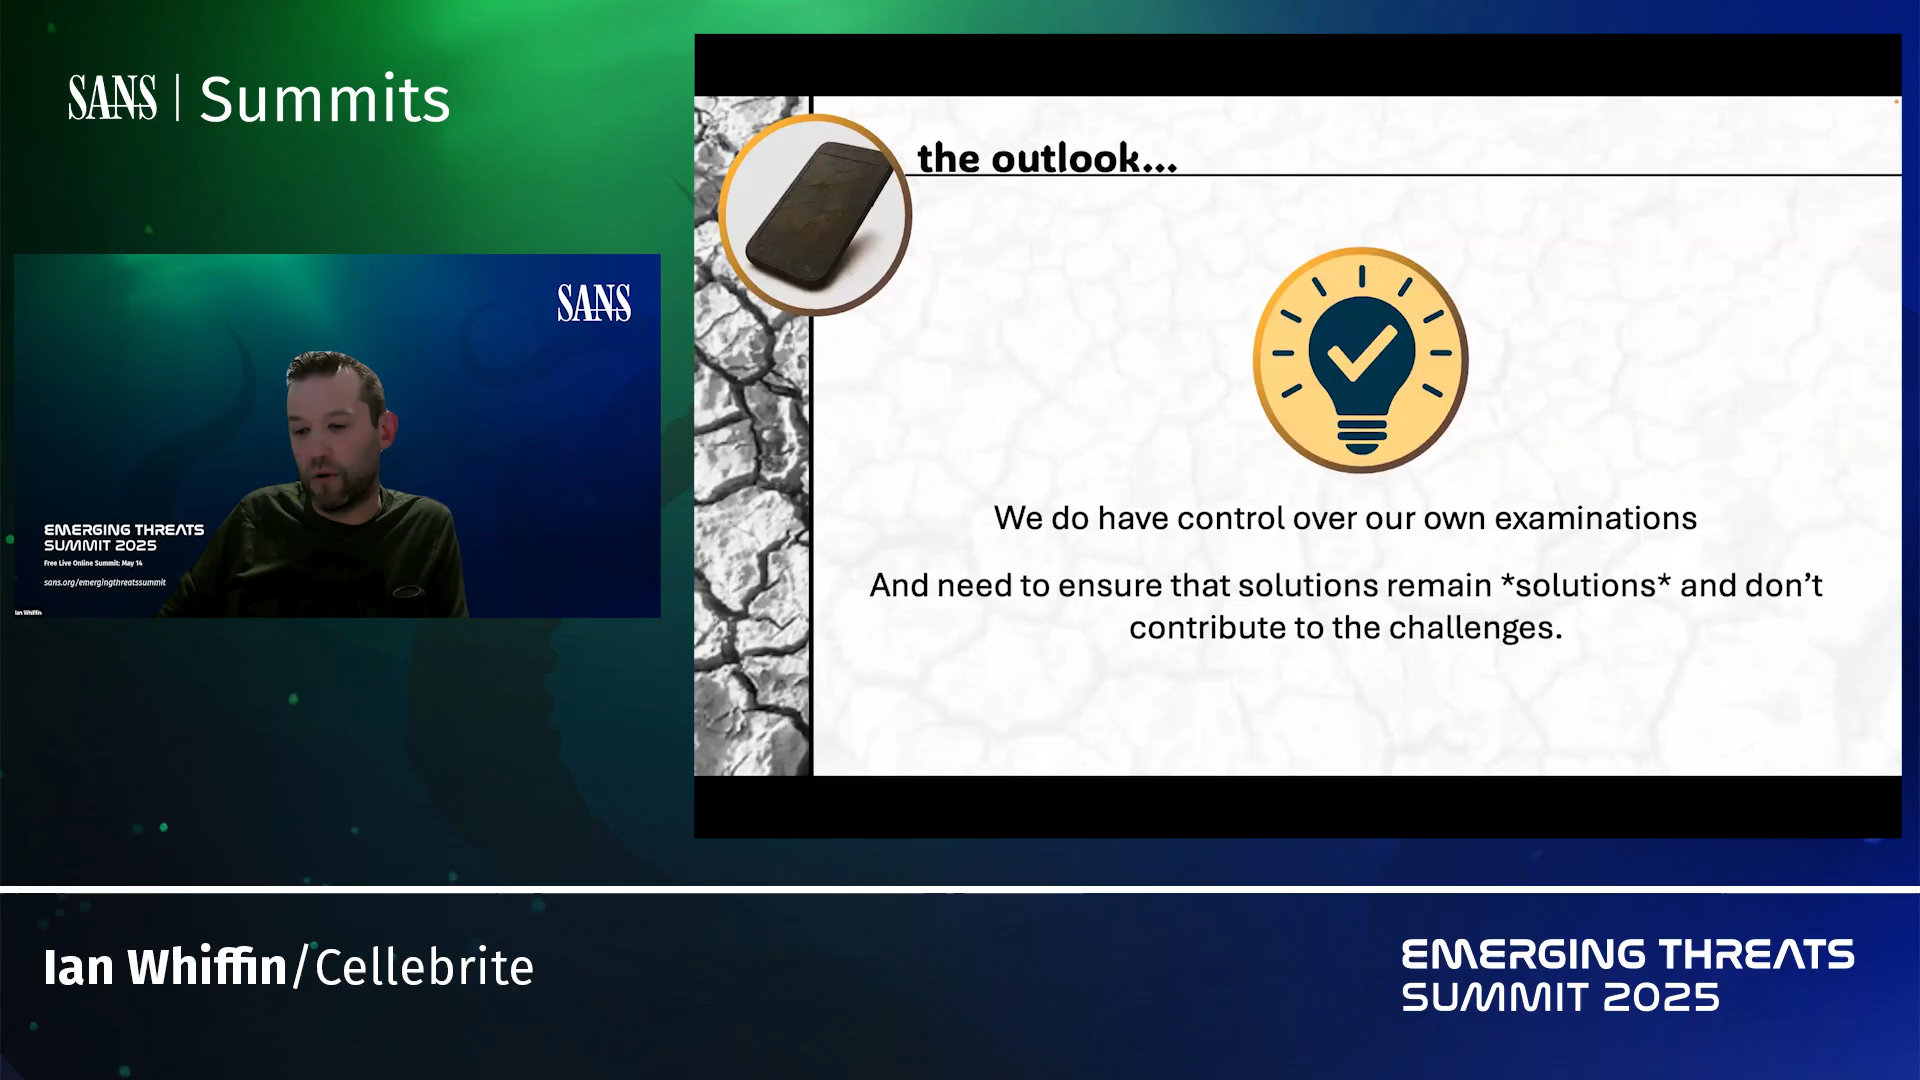 SANS | Summits
SANS
EMERGING THREATS
SUMMIT 2025
Free Live Online Summit: May 14
sans.org/emergingthreatssummit
Ian Whiffin
the outlook...
We do have control over our own examinations
And need to ensure that solutions remain *solutions* and don’t
contribute to the challenges.
Ian Whiffin/Cellebrite
EMERGING THREATS
SUMMIT 2025